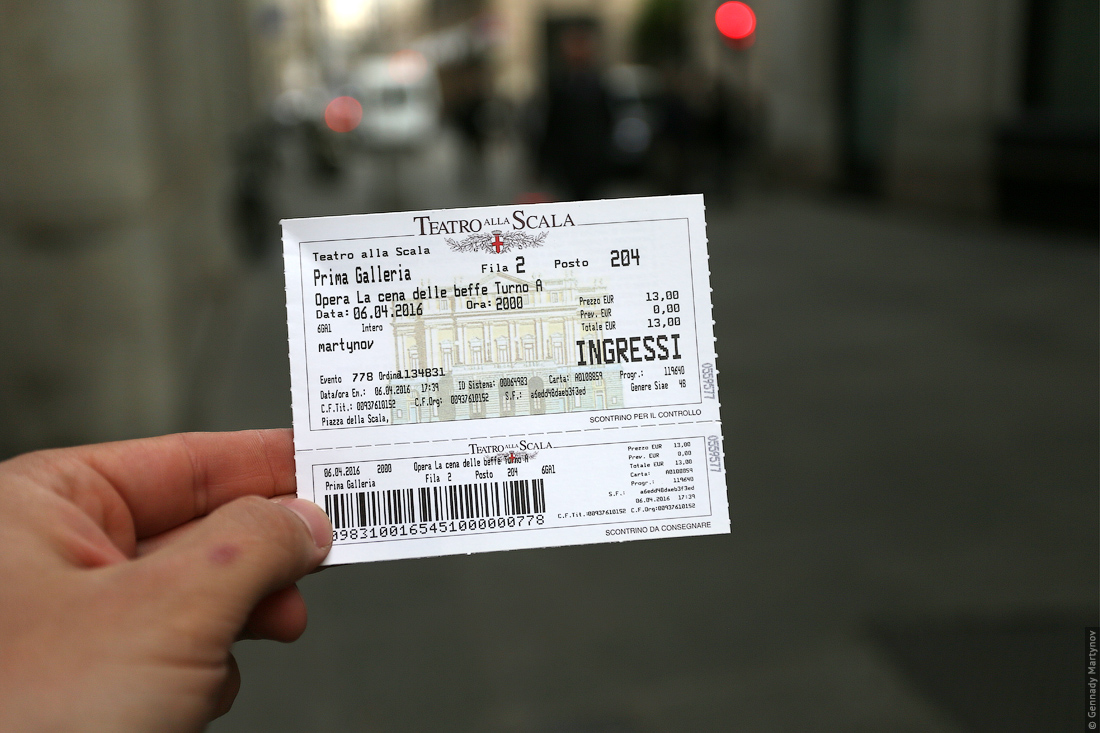 TEATRO ALLA SCALA
Teatro alla Scala
Prima Galleria Fila 2 Posto 204
Opera La cena delle beffe Turno A
Data: 06.04.2016 Ora: 2000
Prezzo EUR 13,00
Prev. EUR 0,00
Totale EUR 13,00
6GA1 Intero
martynov
INGRESSI
Evento 778 Ordin 1134831
Data/ora Em.: 06.04.2016 17:39 ID Sistema: 00064983 Carta: A0108859 Progr.: 119640
C.F.Tit.: 00937610152 C.F.Org: 00937610152 S.F.: a6edd48daeb3f3ed Genere Siae 48
Piazza della Scala,
SCONTRINO PER IL CONTROLLO
0559577
TEATRO ALLA SCALA
06.04.2016 2000 Opera La cena delle beffe Turno A
Prima Galleria Fila 2 Posto 204 6GA1
Prezzo EUR 13,00
Prev. EUR 0,00
Totale EUR 13,00
Carta: A0108859
Progr.: 119640
S.F.: a6edd48daeb3f3ed
06.04.2016 17:39
C.F.Tit.:00937610152 C.F.Org:00937610152
0983100165451000000778
SCONTRINO DA CONSEGNARE
0559577
© Gennady Martynov